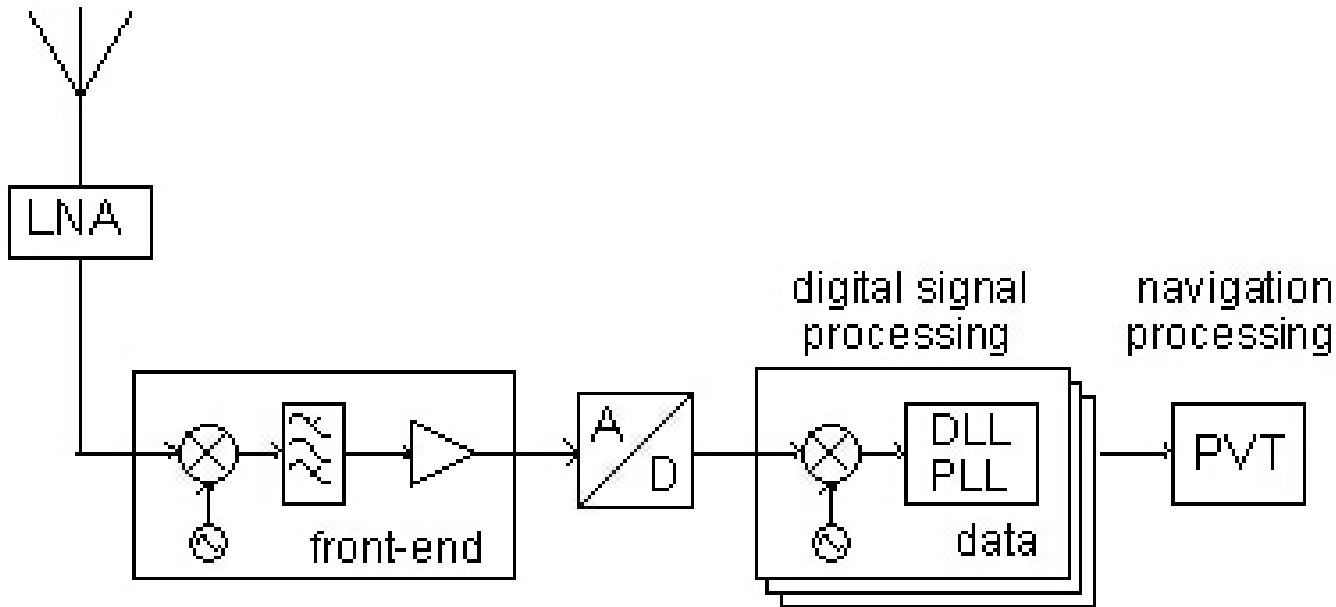 LNA
front-end
A
D
digital signal
processing
DLL
PLL
data
navigation
processing
PVT